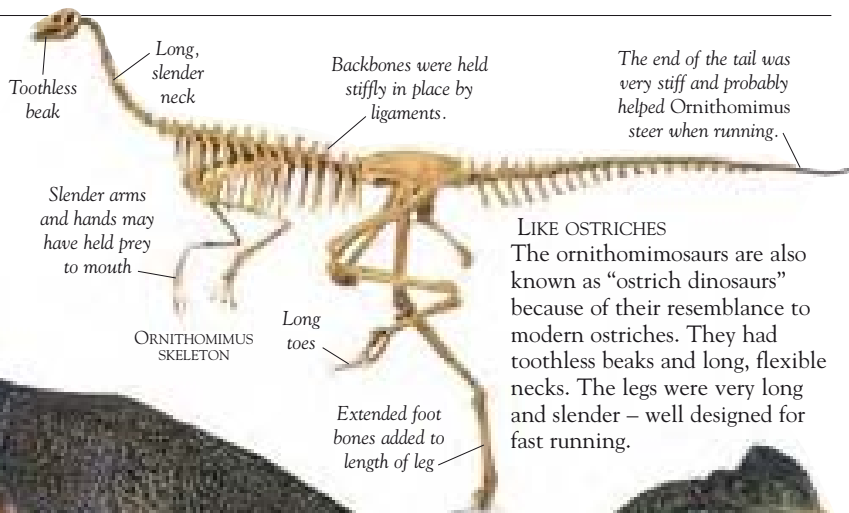 Toothless
beak
Long,
slender
neck
Backbones were held
stiffly in place by
ligaments.
The end of the tail was
very stiff and probably
helped Ornithomimus
steer when running.
Slender arms
and hands may
have held prey
to mouth
ORNITHOMIMUS
SKELETON
Long
toes
Extended foot
bones added to
length of leg
LIKE OSTRICHES
The ornithomimosaurs are also
known as “ostrich dinosaurs”
because of their resemblance to
modern ostriches. They had
toothless beaks and long, flexible
necks. The legs were very long
and slender – well designed for
fast running.